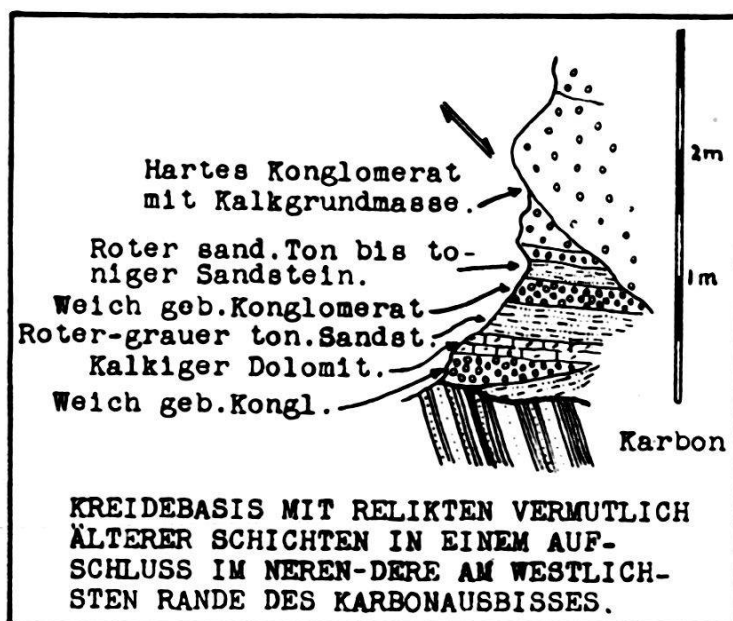 2m
Hartes Konglomerat
mit Kalkgrundmasse.
Roter sand.Ton bis to-
niger Sandstein.
1m
Weich geb.Konglomerat
Roter-grauer ton.Sandst.
Kalkiger Dolomit.
Weich geb.Kongl.
Karbon
KREIDEBASIS MIT RELIKTEN VERMUTLICH
ÄLTERER SCHICHTEN IN EINEM AUF-
SCHLUSS IM NEREN-DERE AM WESTLICH-
STEN RANDE DES KARBONAUSBISSES.